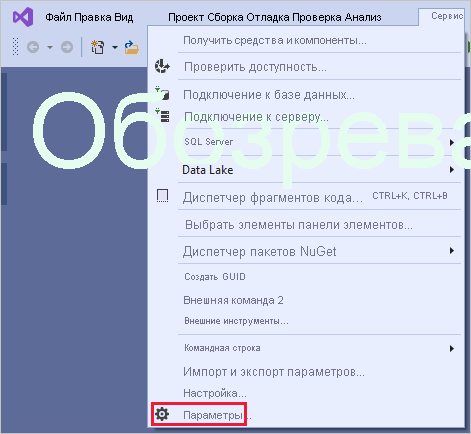 Файл Правка Вид Проект Сборка Отладка Проверка Анализ Сервис
Получить средства и компоненты...
Проверить доступность...
Подключение к базе данных...
Обозрева
Подключение к серверу...
SQL Server
Data Lake
Диспетчер фрагментов кода... CTRL+K, CTRL+B
Выбрать элементы панели элементов...
Диспетчер пакетов NuGet
Создать GUID
Внешняя команда 2
Внешние инструменты...
Командная строка
Импорт и экспорт параметров...
Настройка...
Параметры...